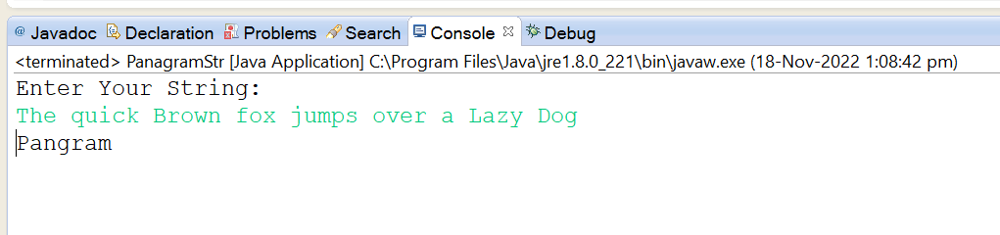 Javadoc Declaration Problems Search Console Debug
<terminated> PanagramStr [Java Application] C:\Program Files\Java\jre1.8.0_221\bin\javaw.exe (18-Nov-2022 1:08:42 pm)
Enter Your String:
The quick Brown fox jumps over a Lazy Dog
Pangram